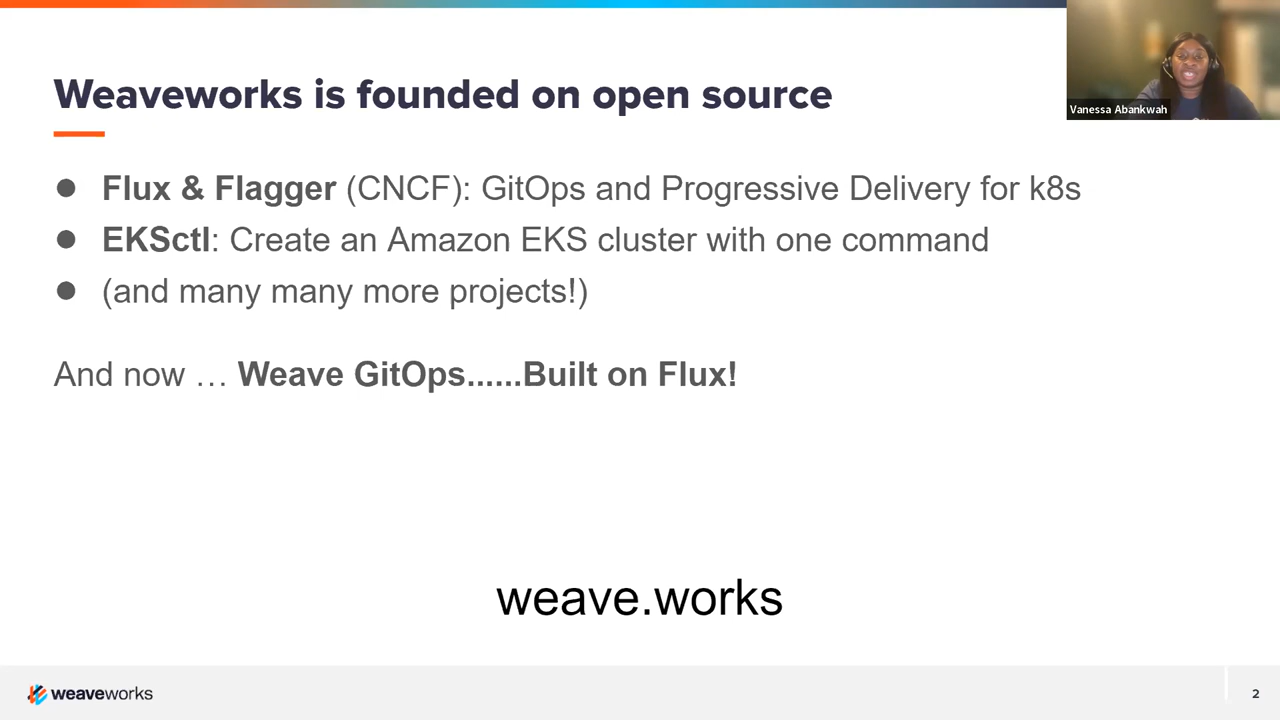 Weaveworks is founded on open source
Vanessa Abankwah
● Flux & Flagger (CNCF): GitOps and Progressive Delivery for k8s
● EKSctl: Create an Amazon EKS cluster with one command
● (and many many more projects!)
And now … Weave GitOps......Built on Flux!
weave.works
weaveworks
2